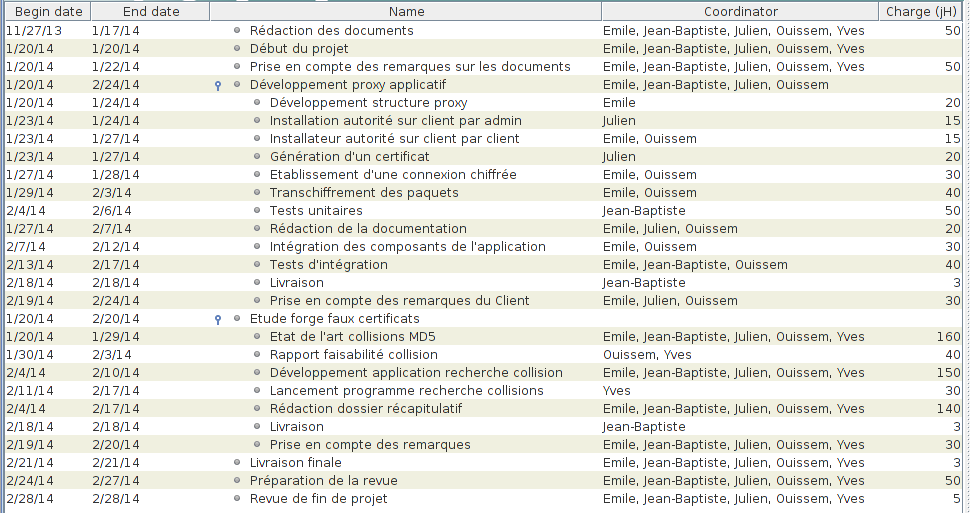 Begin date End date Name Coordinator Charge (jH)
11/27/13 1/17/14 Rédaction des documents Emile, Jean-Baptiste, Julien, Ouissem, Yves 50
1/20/14 1/20/14 Début du projet Emile, Jean-Baptiste, Julien, Ouissem, Yves
1/20/14 1/22/14 Prise en compte des remarques sur les documents Emile, Jean-Baptiste, Julien, Ouissem, Yves 50
1/20/14 2/24/14 Développement proxy applicatif Emile, Jean-Baptiste, Julien, Ouissem
1/20/14 1/24/14 Développement structure proxy Emile 20
1/23/14 1/24/14 Installation autorité sur client par admin Julien 15
1/23/14 1/27/14 Installateur autorité sur client par client Emile, Ouissem 15
1/23/14 1/27/14 Génération d'un certificat Julien 20
1/27/14 1/28/14 Etablissement d'une connexion chiffrée Emile, Ouissem 30
1/29/14 2/3/14 Transchiffrement des paquets Emile, Ouissem 40
2/4/14 2/6/14 Tests unitaires Jean-Baptiste 50
1/27/14 2/7/14 Rédaction de la documentation Emile, Julien, Ouissem 20
2/7/14 2/12/14 Intégration des composants de l'application Emile, Ouissem 30
2/13/14 2/17/14 Tests d'intégration Emile, Jean-Baptiste, Ouissem 40
2/18/14 2/18/14 Livraison Jean-Baptiste 3
2/19/14 2/24/14 Prise en compte des remarques du Client Emile, Julien, Ouissem 30
1/20/14 2/20/14 Etude forge faux certificats
1/20/14 1/29/14 Etat de l'art collisions MD5 Emile, Jean-Baptiste, Julien, Ouissem, Yves 160
1/30/14 2/3/14 Rapport faisabilité collision Ouissem, Yves 40
2/4/14 2/10/14 Développement application recherche collision Emile, Jean-Baptiste, Julien, Ouissem, Yves 150
2/11/14 2/17/14 Lancement programme recherche collisions Yves 30
2/4/14 2/17/14 Rédaction dossier récapitulatif Emile, Jean-Baptiste, Julien, Ouissem, Yves 140
2/18/14 2/18/14 Livraison Jean-Baptiste 3
2/19/14 2/20/14 Prise en compte des remarques Emile, Jean-Baptiste, Julien, Ouissem, Yves 30
2/21/14 2/21/14 Livraison finale Emile, Jean-Baptiste, Julien, Ouissem, Yves 3
2/24/14 2/27/14 Préparation de la revue Emile, Jean-Baptiste, Julien, Ouissem, Yves 50
2/28/14 2/28/14 Revue de fin de projet Emile, Jean-Baptiste, Julien, Ouissem, Yves 5